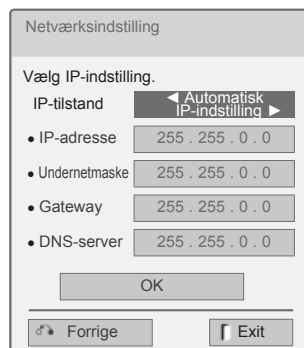 Netværksindstilling
Vælg IP-indstilling.
IP-tilstand ◄ Automatisk
IP-indstilling ►
• IP-adresse 255 . 255 . 0 . 0
• Undernetmaske 255 . 255 . 0 . 0
• Gateway 255 . 255 . 0 . 0
• DNS-server 255 . 255 . 0 . 0
OK
Forrige Exit